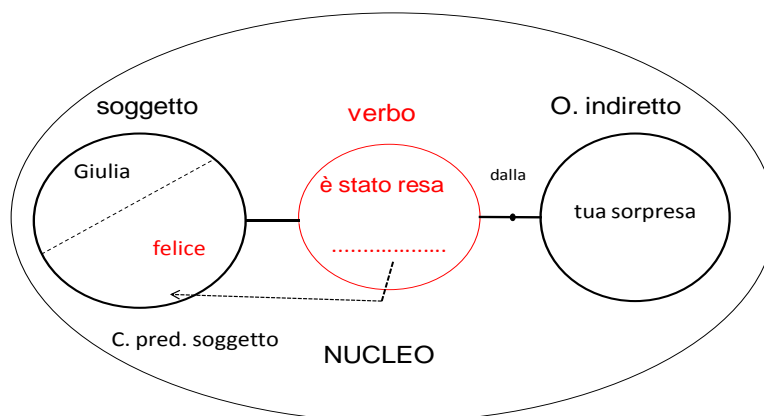 soggetto
verbo
O. indiretto
Giulia
è stato resa
dalla
tua sorpresa
felice
....................
C. pred. soggetto
NUCLEO